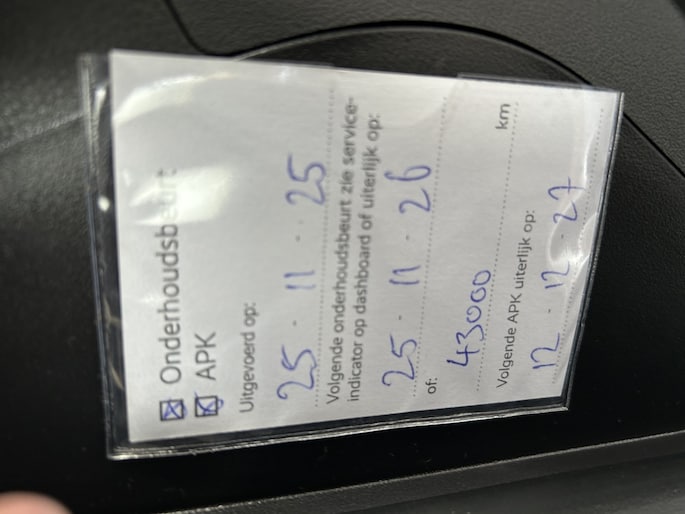 ☒ Onderhoudsbeurt
☒ APK
Uitgevoerd op:
25 · 11 · 25
Volgende onderhoudsbeurt zie service-
indicator op dashboard of uiterlijk op:
25 · 11 · 26
of:
43000 km
Volgende APK uiterlijk op:
12 · 12 · 27